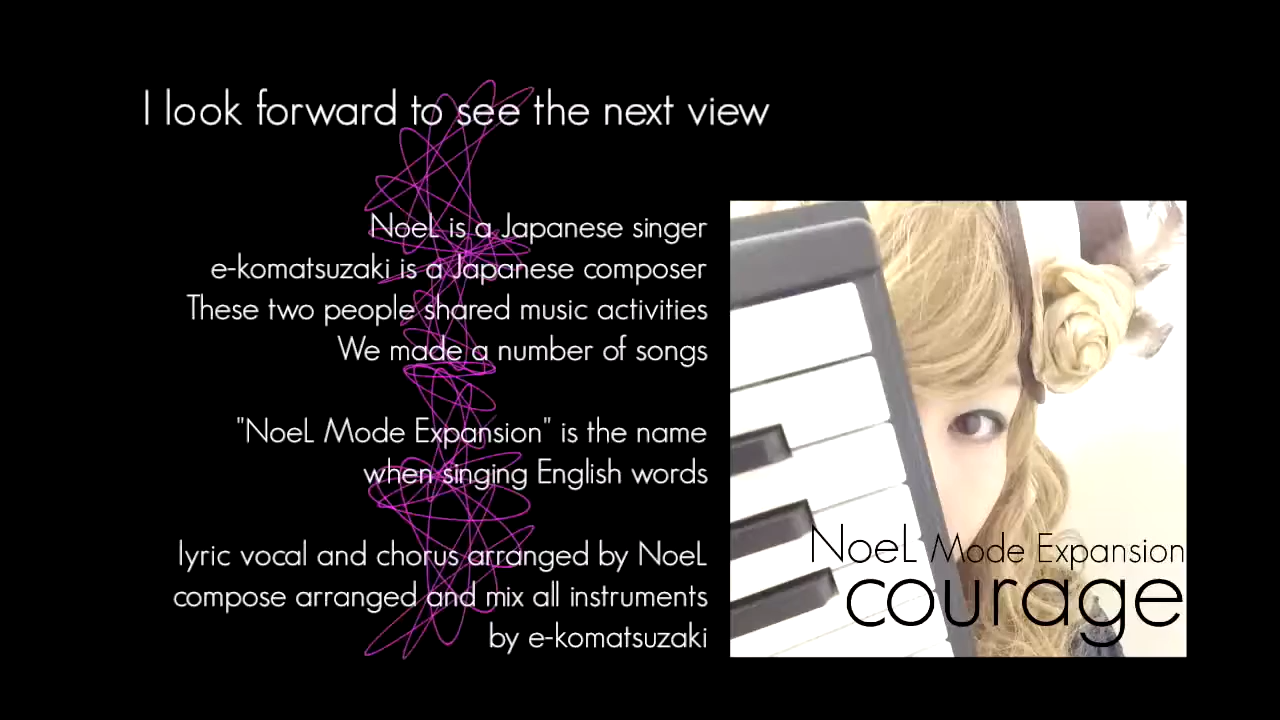 I look forward to see the next view
NoeL is a Japanese singer
e-komatsuzaki is a Japanese composer
These two people shared music activities
We made a number of songs
"NoeL Mode Expansion" is the name
when singing English words
lyric vocal and chorus arranged by NoeL
compose arranged and mix all instruments
by e-komatsuzaki
NoeL Mode Expansion
courage